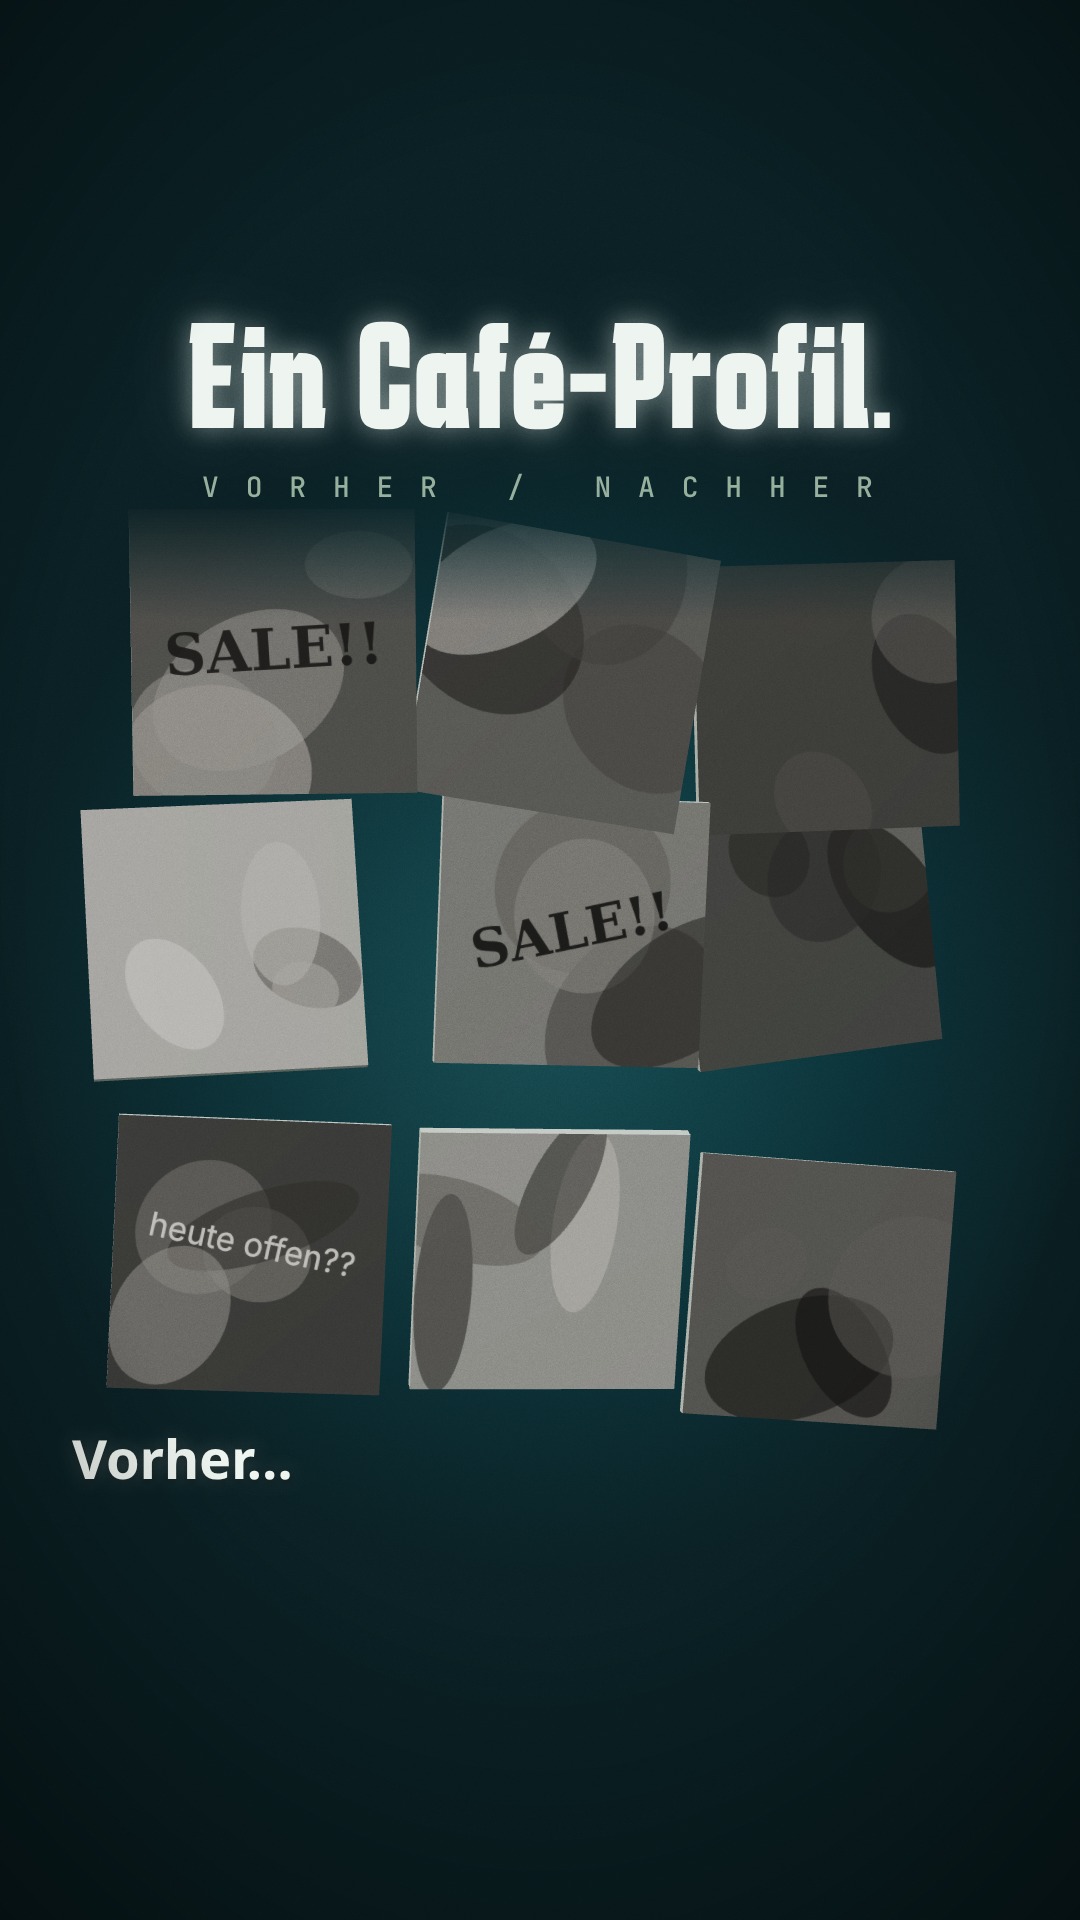 Ein Café-Profil.
VORHER / NACHHER
SALE!!
SALE!!
heute offen??
Vorher...